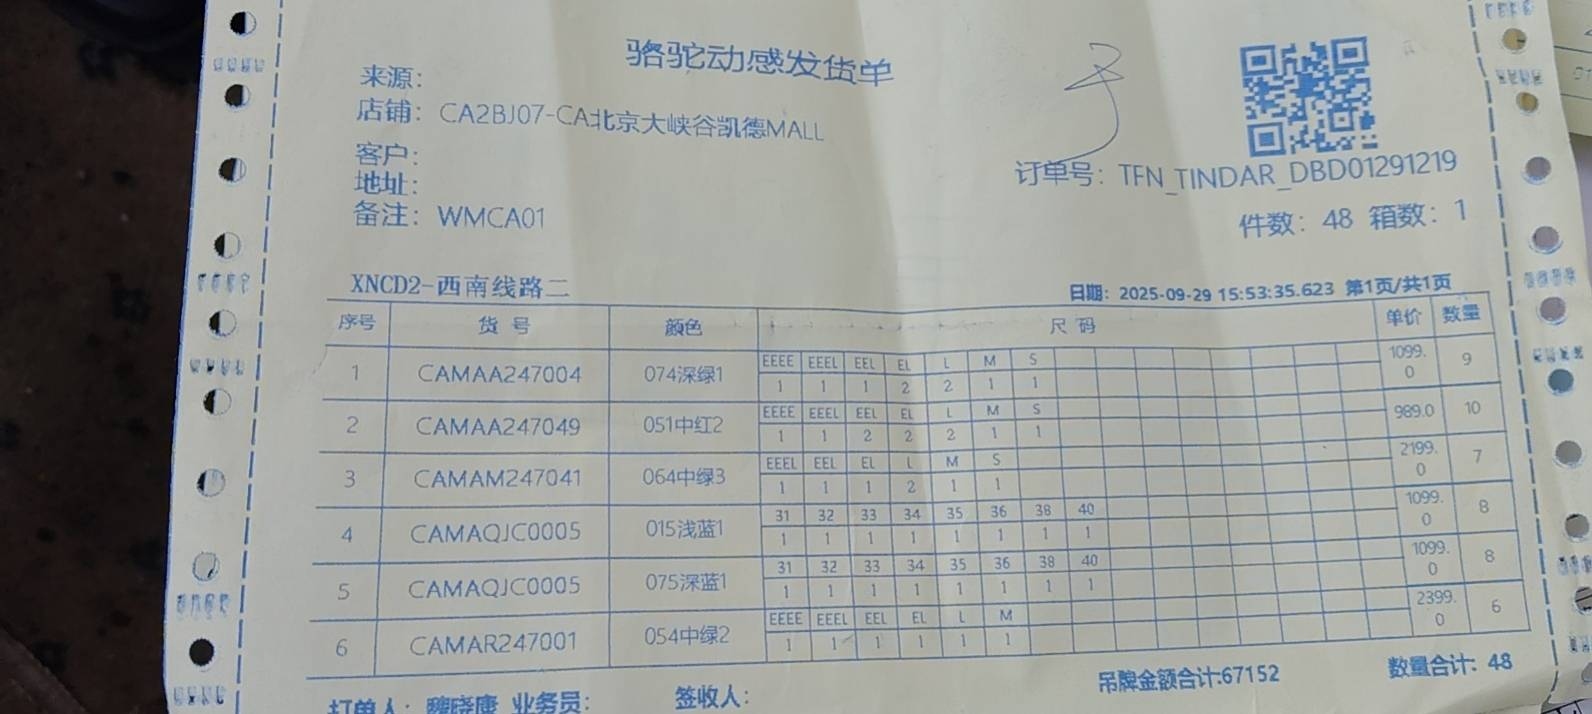 骆驼动感发货单
来源:
店铺: CA2BJ07-CA北京大峡谷凯德MALL
客户:
地址:
备注: WMCA01
订单号: TFN_TINDAR_DBD01291219
件数: 48 箱数: 1
XNCD2-西南线路二
日期: 2025-09-29 15:53:35.623 第1页/共1页
序号 货号 颜色 尺码 单价 数量
EEEE EEEL EEL EL L M S
1 CAMAA247004 074深绿1 1 1 1 2 2 1 1 1099.0 9
EEEE EEEL EEL EL L M S
2 CAMAA247049 051中红2 1 1 2 2 2 1 1 989.0 10
EEEL EEL EL L M S
3 CAMAM247041 064中绿3 1 1 1 2 1 1 2199.0 7
31 32 33 34 35 36 38 40
4 CAMAQJC0005 015浅蓝1 1 1 1 1 1 1 1 1 1099.0 8
31 32 33 34 35 36 38 40
5 CAMAQJC0005 075深蓝1 1 1 1 1 1 1 1 1 1099.0 8
EEEE EEEL EEL EL L M
6 CAMAR247001 054中绿2 1 1 1 1 1 1 2399.0 6
吊牌金额合计:67152 数量合计: 48
打单人: 魏晓康 业务员: 签收人: